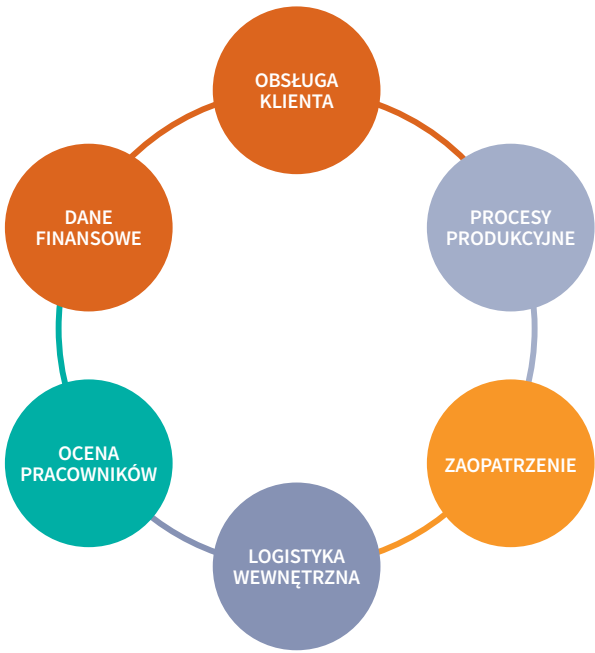 OBSŁUGA
KLIENTA
PROCESY
PRODUKCYJNE
ZAOPATRZENIE
LOGISTYKA
WEWNĘTRZNA
OCENA
PRACOWNIKÓW
DANE
FINANSOWE